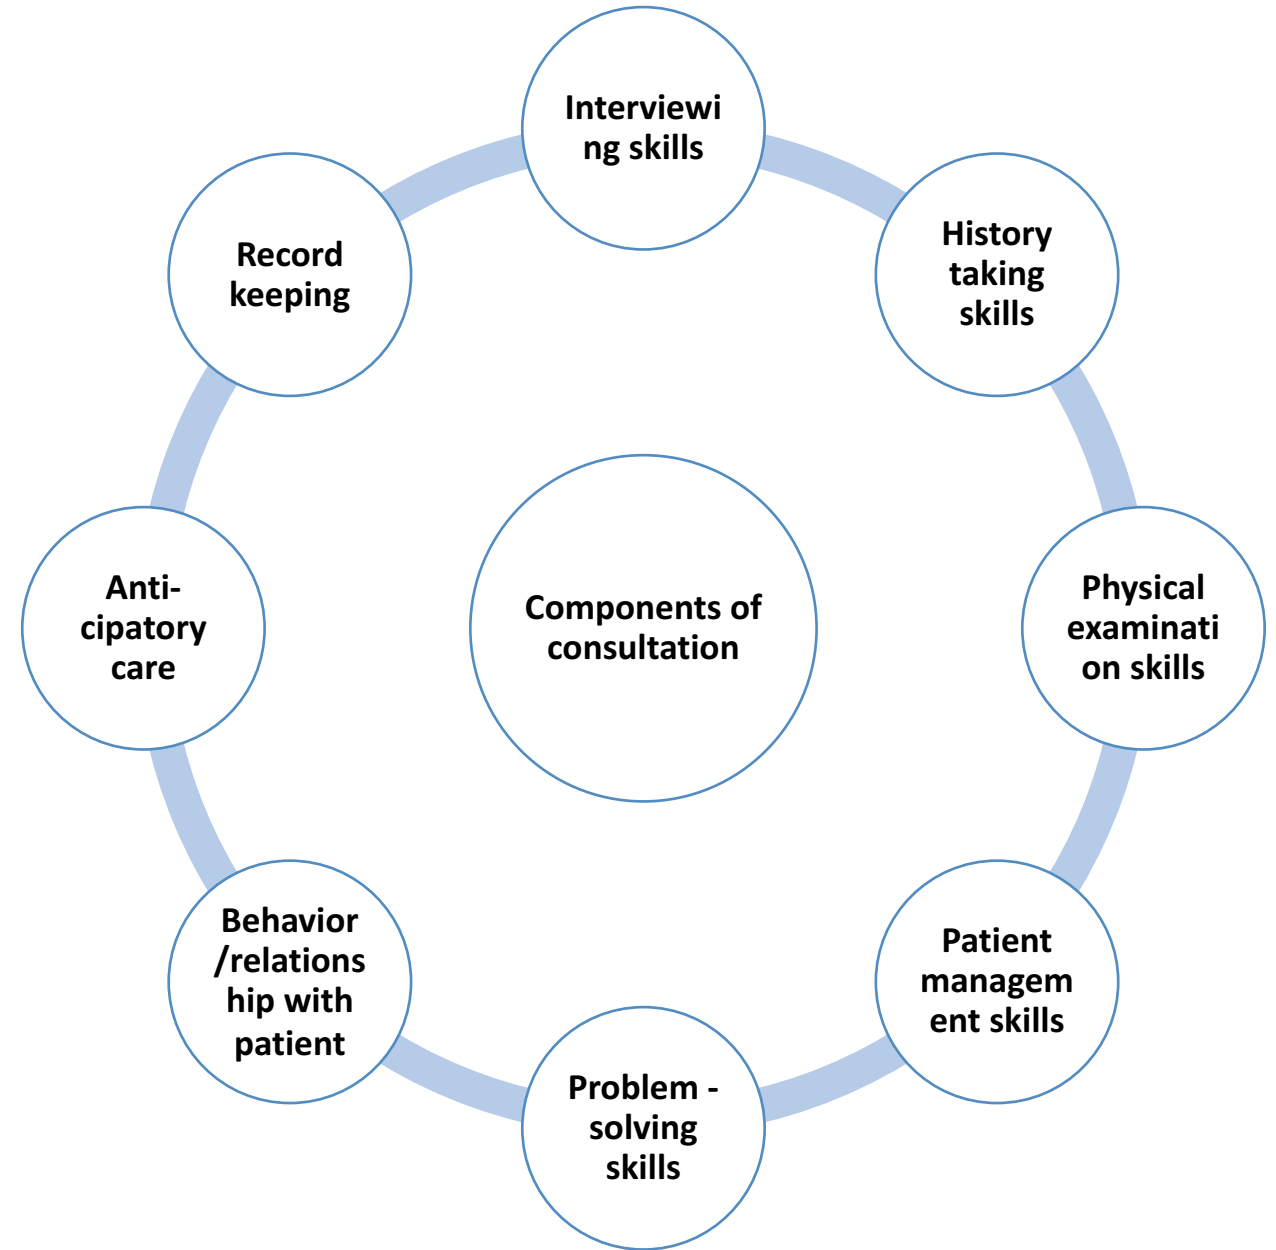 Interviewi
ng skills
History
taking
skills
Physical
examinati
on skills
Patient
managem
ent skills
Problem -
solving
skills
Behavior
/relations
hip with
patient
Anti-
cipatory
care
Record
keeping
Components of
consultation